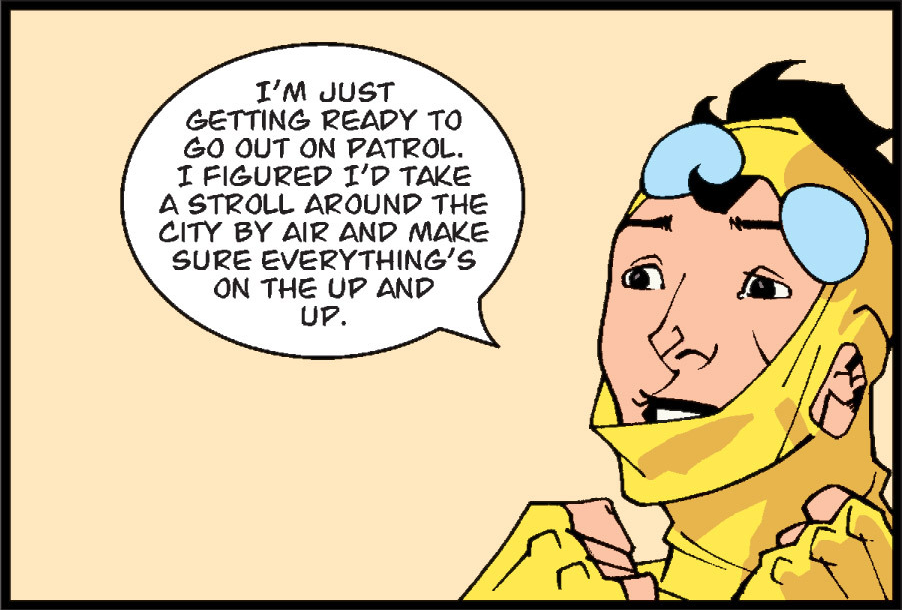 I'M JUST
GETTING READY TO
GO OUT ON PATROL.
I FIGURED I'D TAKE
A STROLL AROUND THE
CITY BY AIR AND MAKE
SURE EVERYTHING'S
ON THE UP AND
UP.